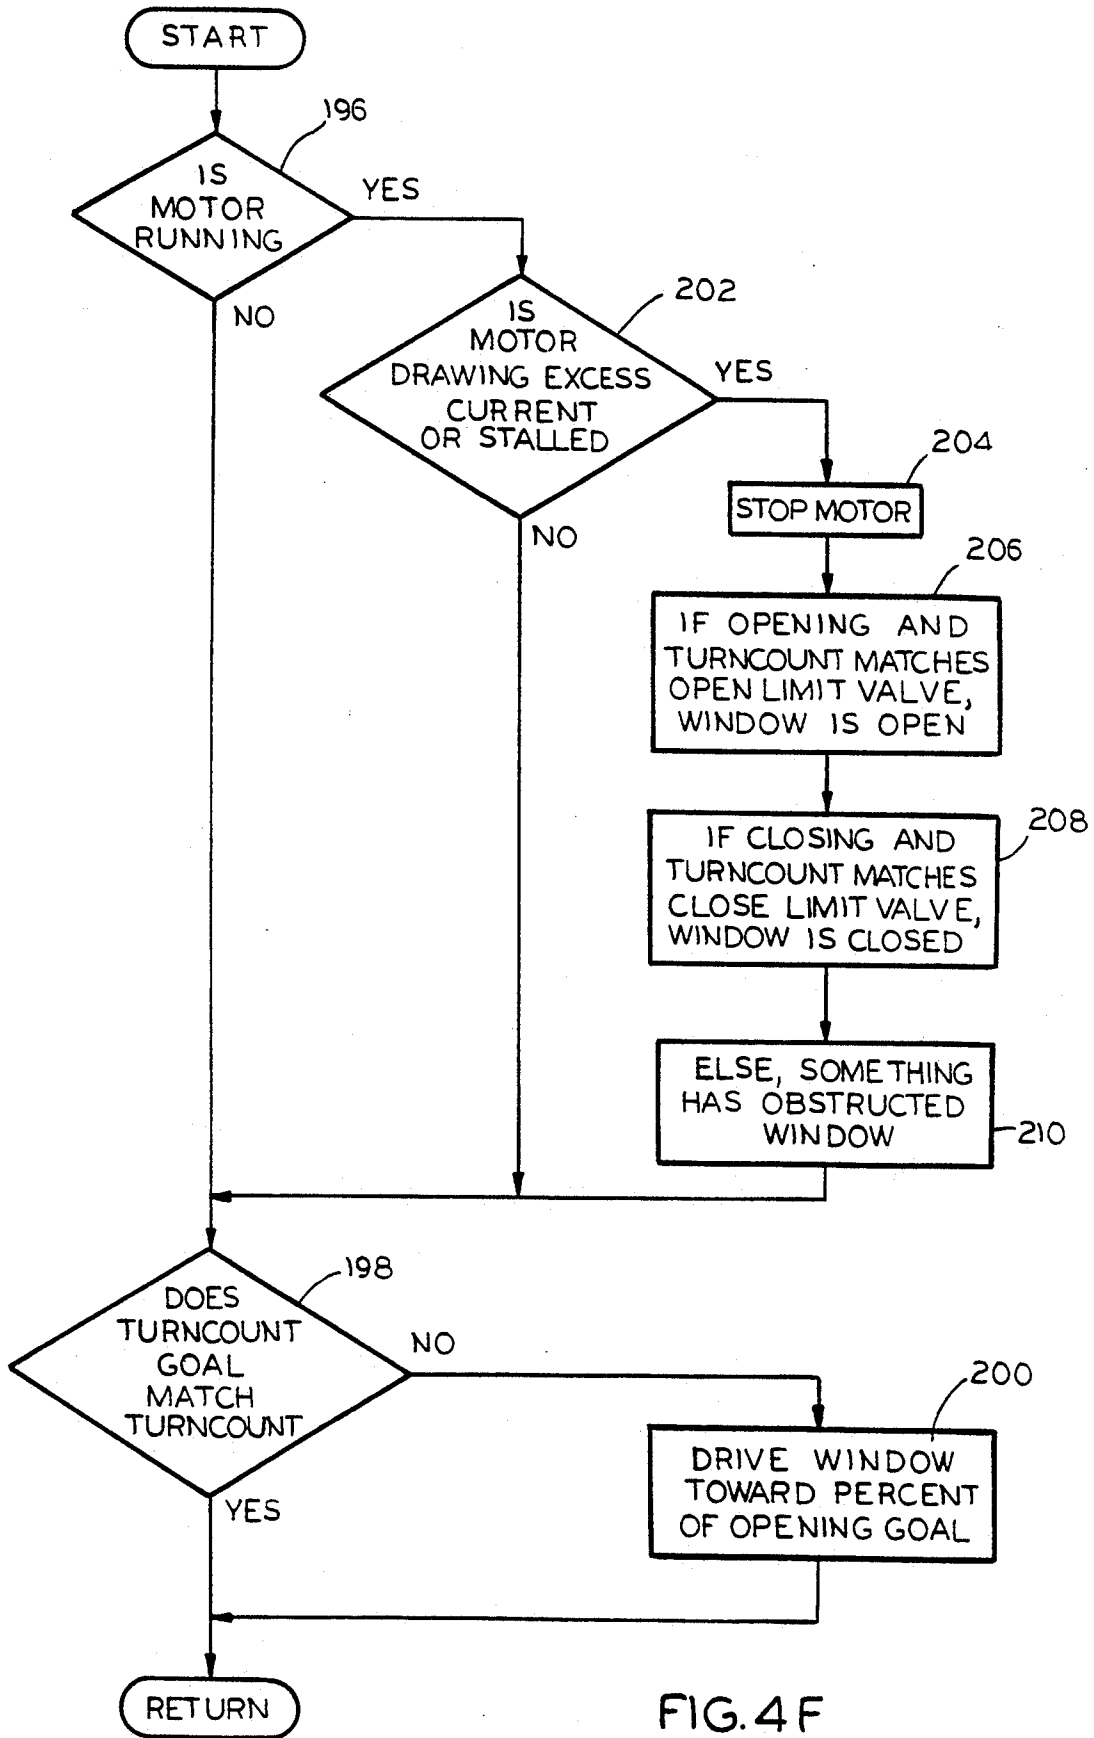 START
196
IS
MOTOR
RUNNING
YES
NO
202
IS
MOTOR
DRAWING EXCESS
CURRENT
OR STALLED
YES
NO
204
STOP MOTOR
206
IF OPENING AND
TURNCOUNT MATCHES
OPEN LIMIT VALVE,
WINDOW IS OPEN
208
IF CLOSING AND
TURNCOUNT MATCHES
CLOSE LIMIT VALVE,
WINDOW IS CLOSED
ELSE, SOMETHING
HAS OBSTRUCTED
WINDOW
210
198
DOES
TURNCOUNT
GOAL
MATCH
TURNCOUNT
NO
YES
200
DRIVE WINDOW
TOWARD PERCENT
OF OPENING GOAL
RETURN
FIG. 4F